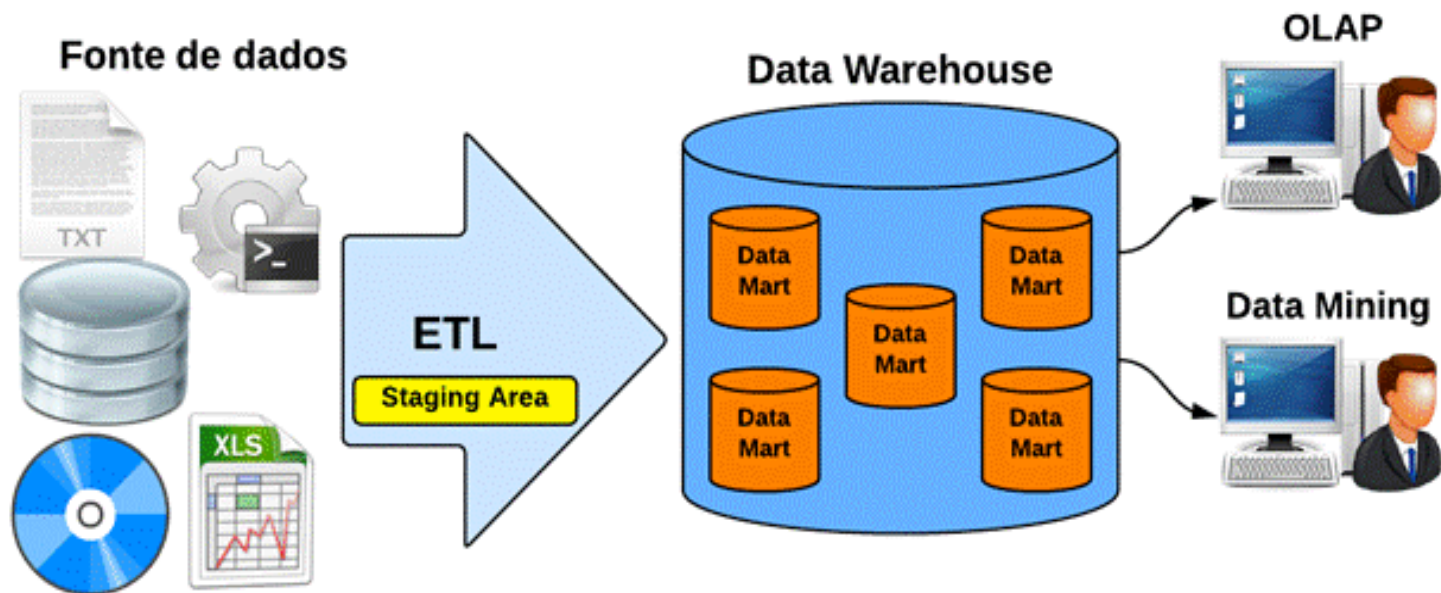 Fonte de dados
TXT
>_
XLS
ETL
Staging Area
Data Warehouse
Data
Mart
Data
Mart
Data
Mart
Data
Mart
Data
Mart
OLAP
Data Mining